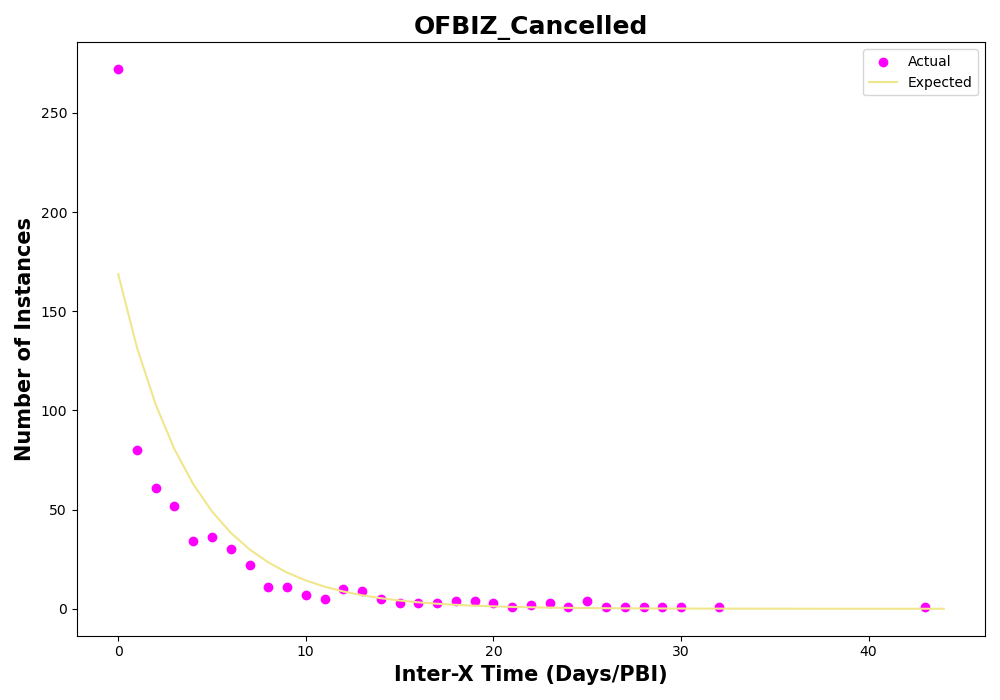 OFBIZ_Cancelled
Actual
Expected
Number of Instances
250
200
150
100
50
0
0
10
20
30
40
Inter-X Time (Days/PBI)